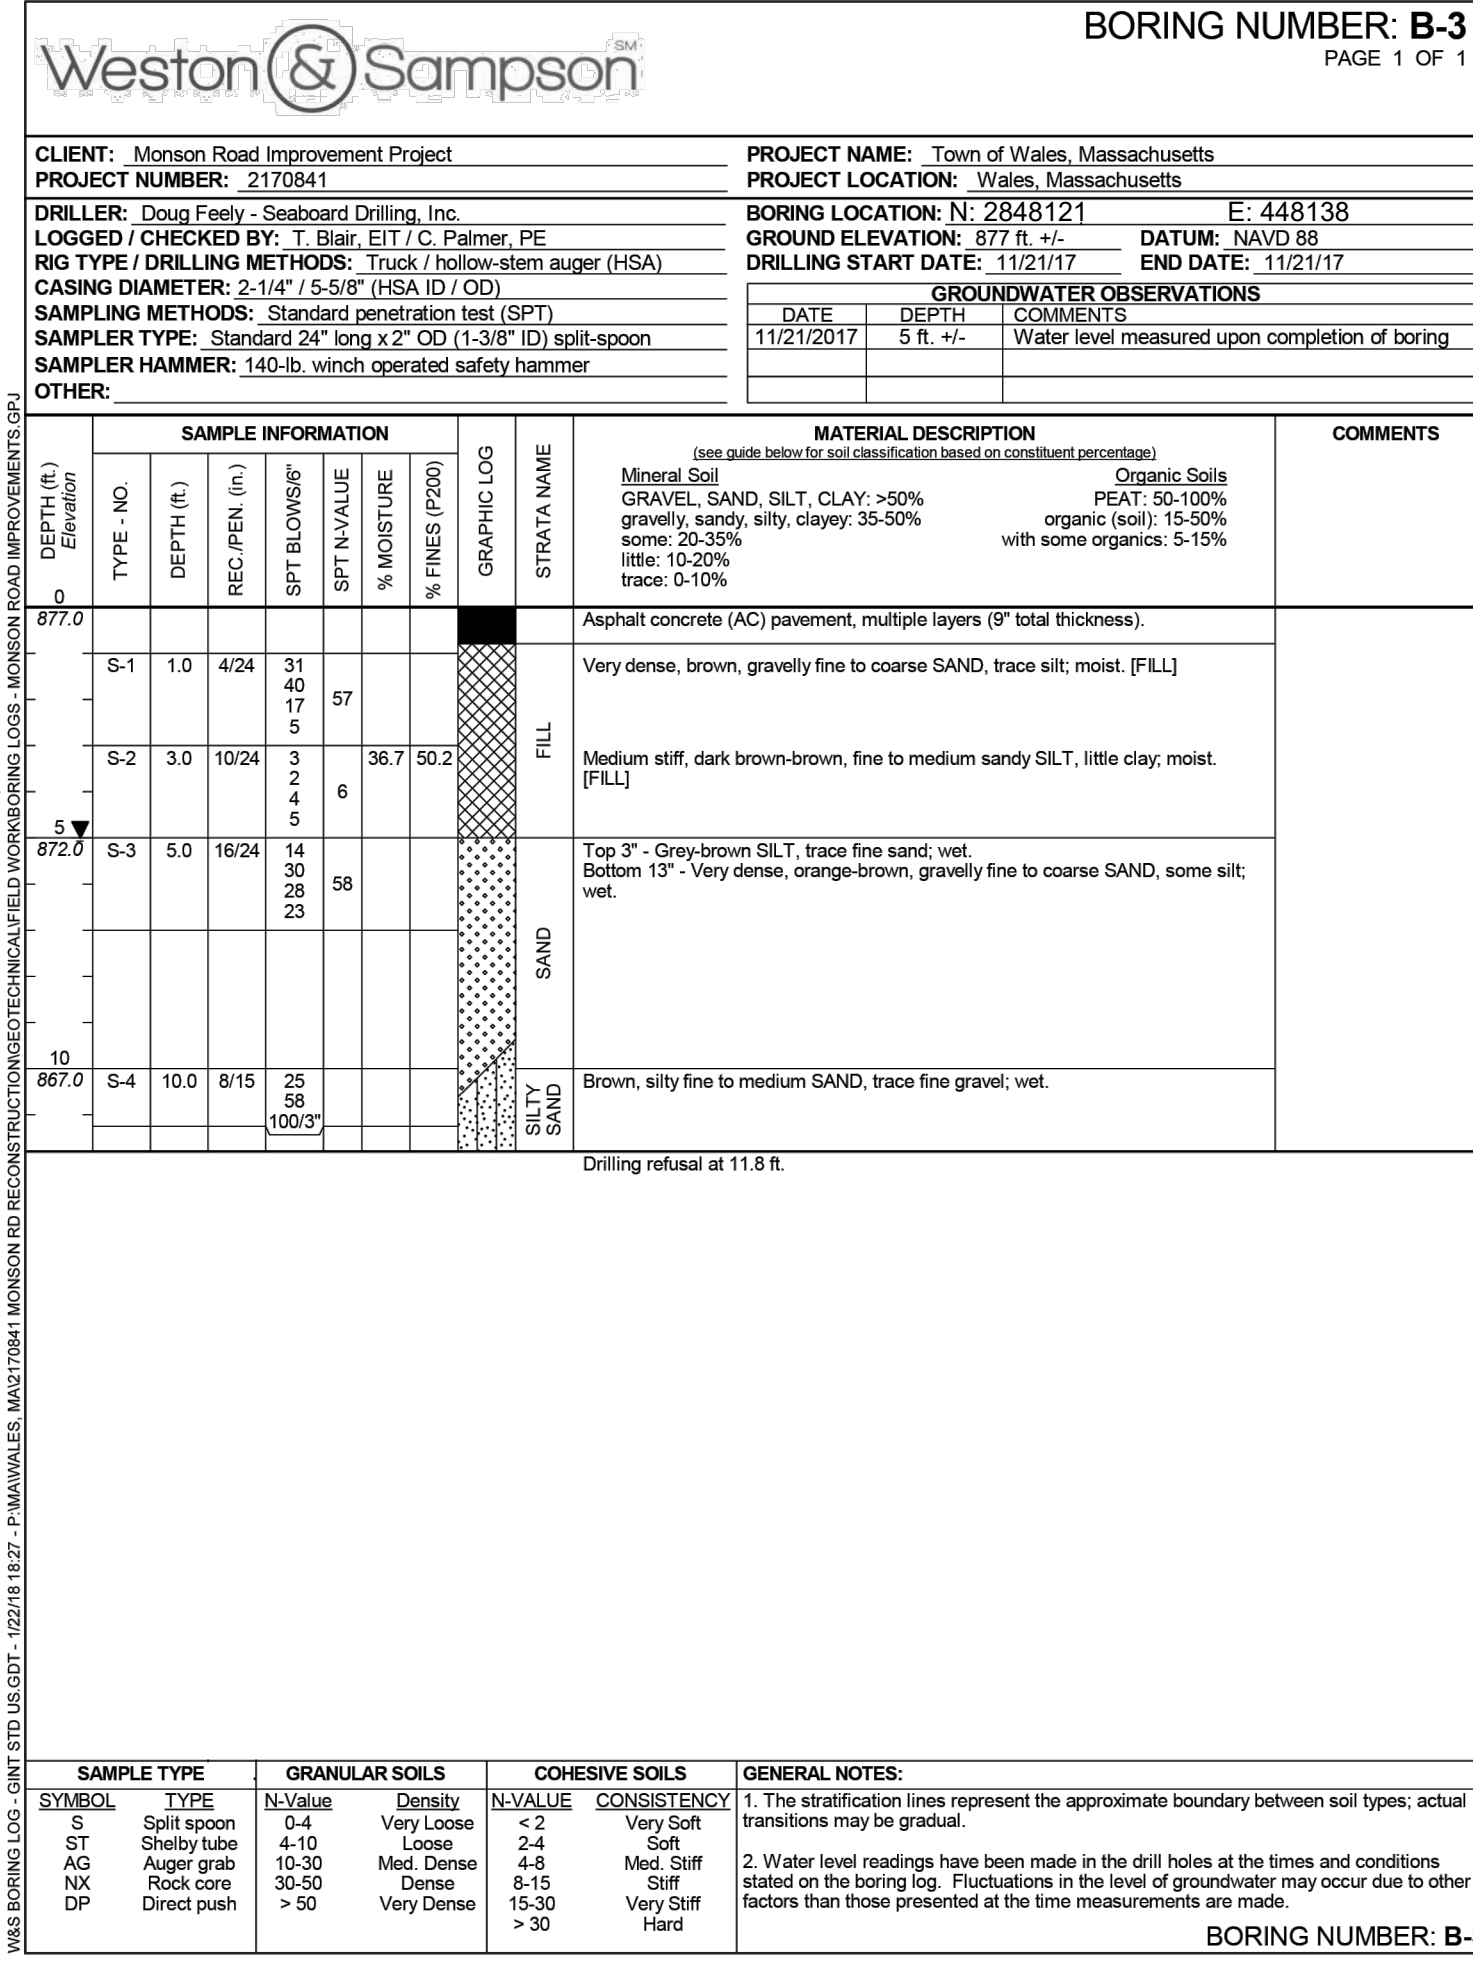 Weston & Sampson SM
BORING NUMBER: B-3
PAGE 1 OF 1
CLIENT: Monson Road Improvement Project
PROJECT NUMBER: 2170841
PROJECT NAME: Town of Wales, Massachusetts
PROJECT LOCATION: Wales, Massachusetts
DRILLER: Doug Feely - Seaboard Drilling, Inc.
LOGGED / CHECKED BY: T. Blair, EIT / C. Palmer, PE
RIG TYPE / DRILLING METHODS: Truck / hollow-stem auger (HSA)
CASING DIAMETER: 2-1/4" / 5-5/8" (HSA ID / OD)
SAMPLING METHODS: Standard penetration test (SPT)
SAMPLER TYPE: Standard 24" long x 2" OD (1-3/8" ID) split-spoon
SAMPLER HAMMER: 140-lb. winch operated safety hammer
OTHER:
BORING LOCATION: N: 2848121 E: 448138
GROUND ELEVATION: 877 ft. +/- DATUM: NAVD 88
DRILLING START DATE: 11/21/17 END DATE: 11/21/17
GROUNDWATER OBSERVATIONS
DATE DEPTH COMMENTS
11/21/2017 5 ft. +/- Water level measured upon completion of boring
DEPTH (ft.)
Elevation
SAMPLE INFORMATION
TYPE - NO.
DEPTH (ft.)
REC./PEN. (in.)
SPT BLOWS/6"
SPT N-VALUE
% MOISTURE
% FINES (P200)
GRAPHIC LOG
STRATA NAME
MATERIAL DESCRIPTION
(see guide below for soil classification based on constituent percentage)
Mineral Soil
GRAVEL, SAND, SILT, CLAY: >50%
gravelly, sandy, silty, clayey: 35-50%
some: 20-35%
little: 10-20%
trace: 0-10%
Organic Soils
PEAT: 50-100%
organic (soil): 15-50%
with some organics: 5-15%
COMMENTS
0
877.0
Asphalt concrete (AC) pavement, multiple layers (9" total thickness).
S-1 1.0 4/24 31
40
17
5
57
Very dense, brown, gravelly fine to coarse SAND, trace silt; moist. [FILL]
FILL
S-2 3.0 10/24 3
2
4
5
6
36.7 50.2
Medium stiff, dark brown-brown, fine to medium sandy SILT, little clay; moist.
[FILL]
5
872.0
S-3 5.0 16/24 14
30
28
23
58
Top 3" - Grey-brown SILT, trace fine sand; wet.
Bottom 13" - Very dense, orange-brown, gravelly fine to coarse SAND, some silt;
wet.
SAND
10
867.0
S-4 10.0 8/15 25
58
100/3"
SILTY
SAND
Brown, silty fine to medium SAND, trace fine gravel; wet.
Drilling refusal at 11.8 ft.
SAMPLE TYPE
SYMBOL TYPE
S Split spoon
ST Shelby tube
AG Auger grab
NX Rock core
DP Direct push
GRANULAR SOILS
N-Value Density
0-4 Very Loose
4-10 Loose
10-30 Med. Dense
30-50 Dense
> 50 Very Dense
COHESIVE SOILS
N-VALUE CONSISTENCY
< 2 Very Soft
2-4 Soft
4-8 Med. Stiff
8-15 Stiff
15-30 Very Stiff
> 30 Hard
GENERAL NOTES:
1. The stratification lines represent the approximate boundary between soil types; actual
transitions may be gradual.
2. Water level readings have been made in the drill holes at the times and conditions
stated on the boring log. Fluctuations in the level of groundwater may occur due to other
factors than those presented at the time measurements are made.
BORING NUMBER: B-
W&S BORING LOG - GINT STD US.GDT - 1/22/18 18:27 - P:\MA\WALES, MA\2170841 MONSON RD RECONSTRUCTION\GEOTECHNICAL\FIELD WORK\BORING LOGS - MONSON ROAD IMPROVEMENTS.GPJ